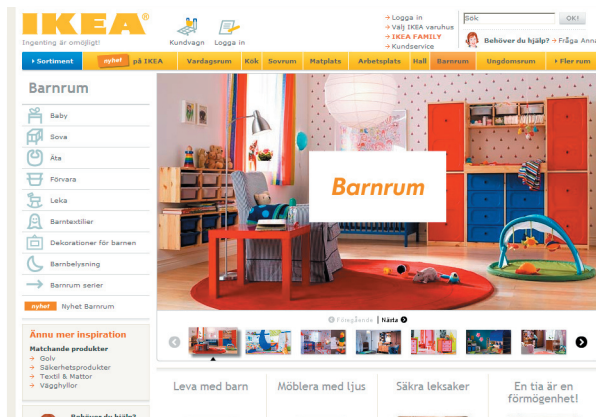 IKEA®
Ingenting är omöjligt!
Kundvagn
Logga in
→ Logga in
→ Välj IKEA varuhus
→ IKEA FAMILY
→ Kundservice
Sök
OK!
Behöver du hjälp? → Fråga Anna
Sortiment
nyhet på IKEA
Vardagsrum
Kök
Sovrum
Matplats
Arbetsplats
Hall
Barnrum
Ungdomsrum
Fler rum
Barnrum
Baby
Sova
Äta
Förvara
Leka
Barntextilier
Dekorationer för barnen
Barnbelysning
Barnrum serier
nyhet Nyhet Barnrum
Barnrum
Föregående | Nästa
Ännu mer inspiration
Matchande produkter
→ Golv
→ Säkerhetsprodukter
→ Textil & Mattor
→ Vägghyllor
Leva med barn
Möblera med ljus
Säkra leksaker
En tia är en
förmögenhet!
Behöver du hjälp?